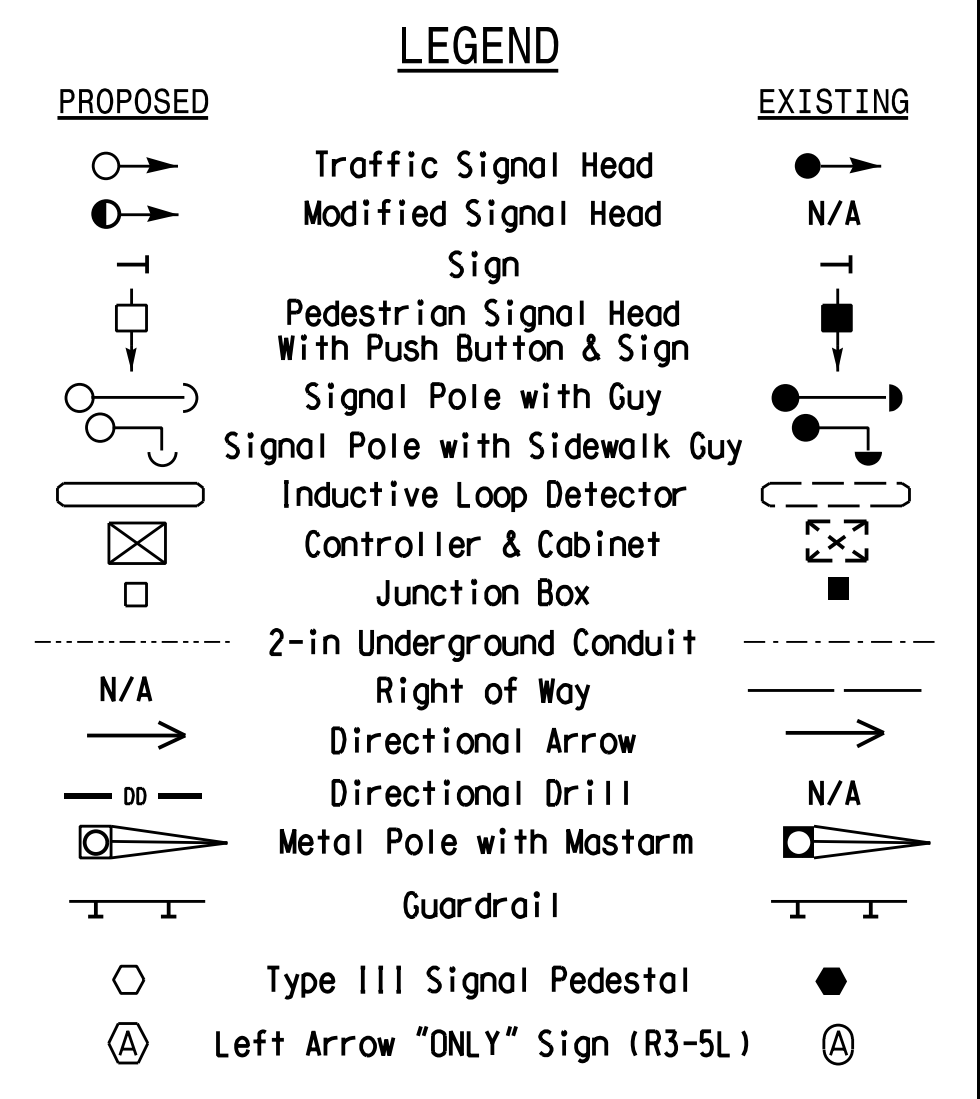 LEGEND
PROPOSED EXISTING
Traffic Signal Head
Modified Signal Head N/A
Sign
Pedestrian Signal Head
With Push Button & Sign
Signal Pole with Guy
Signal Pole with Sidewalk Guy
Inductive Loop Detector
Controller & Cabinet
Junction Box
2-in Underground Conduit
N/A Right of Way
Directional Arrow
DD Directional Drill N/A
Metal Pole with Mastarm
Guardrail
Type III Signal Pedestal
A Left Arrow "ONLY" Sign (R3-5L) A